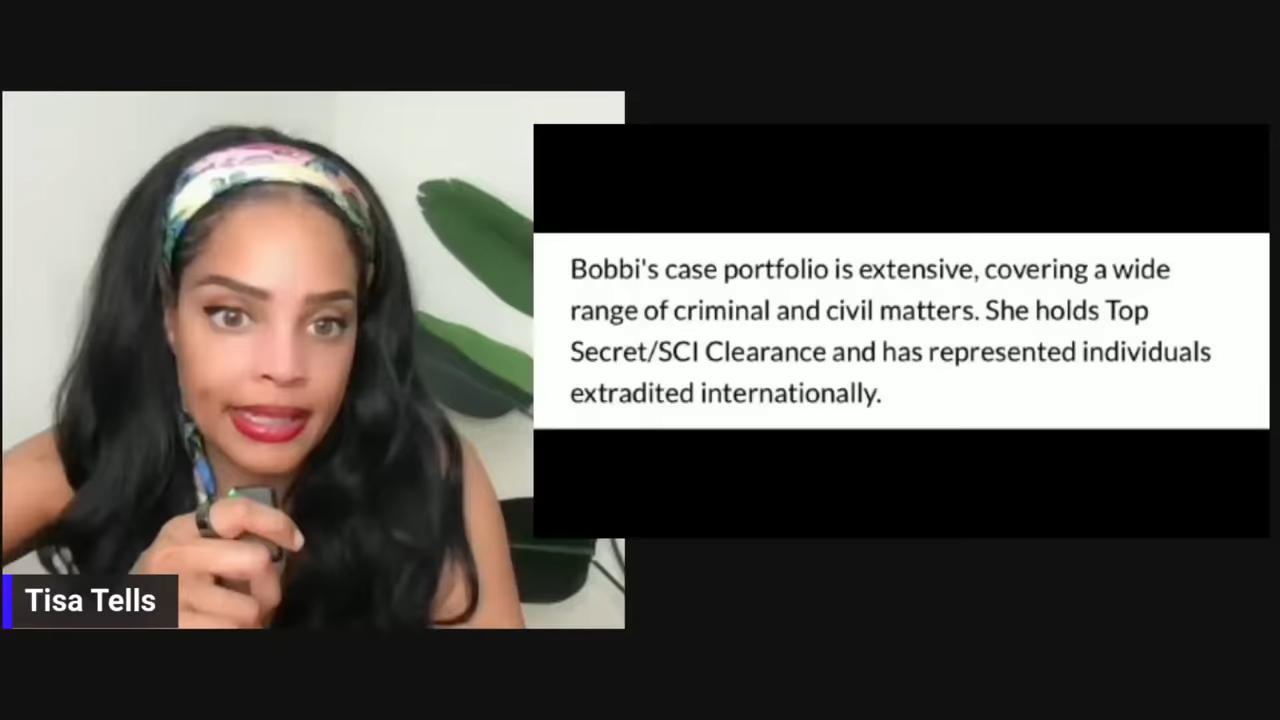 Bobbi's case portfolio is extensive, covering a wide
range of criminal and civil matters. She holds Top
Secret/SCI Clearance and has represented individuals
extradited internationally.
Tisa Tells